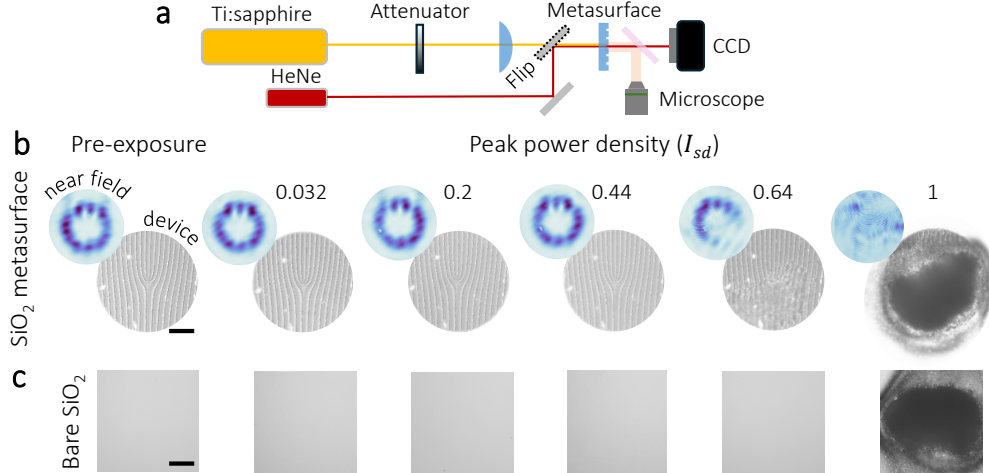 a
Ti:sapphire
Attenuator
Metasurface
Flip
CCD
HeNe
Microscope
b
Pre-exposure
Peak power density (I_sd)
SiO₂ metasurface
near field
device
0.032
0.2
0.44
0.64
1
c
Bare SiO₂